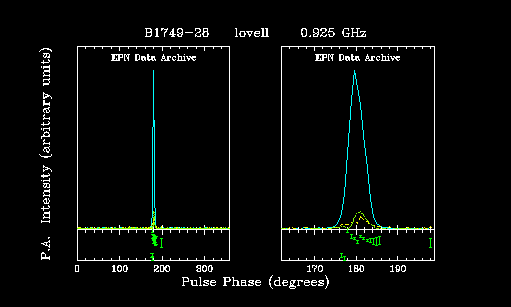 B1749-28 lovell 0.925 GHz
EPN Data Archive EPN Data Archive
P.A. Intensity (arbitrary units)
0 100 200 300 170 180 190
Pulse Phase (degrees)